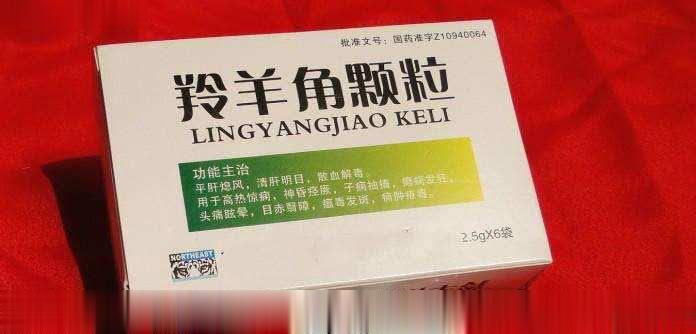 批准文号：国药准字Z10940064
羚羊角颗粒
LINGYANGJIAO KELI
功能主治
平肝熄风，清肝明目，散血解毒。
用于高热惊痫，神昏痉厥，子痫抽搐，癫痫发狂，
头痛眩晕，目赤翳障，瘟毒发斑，痈肿疮毒。
NORTHEAST
2.5gX6袋